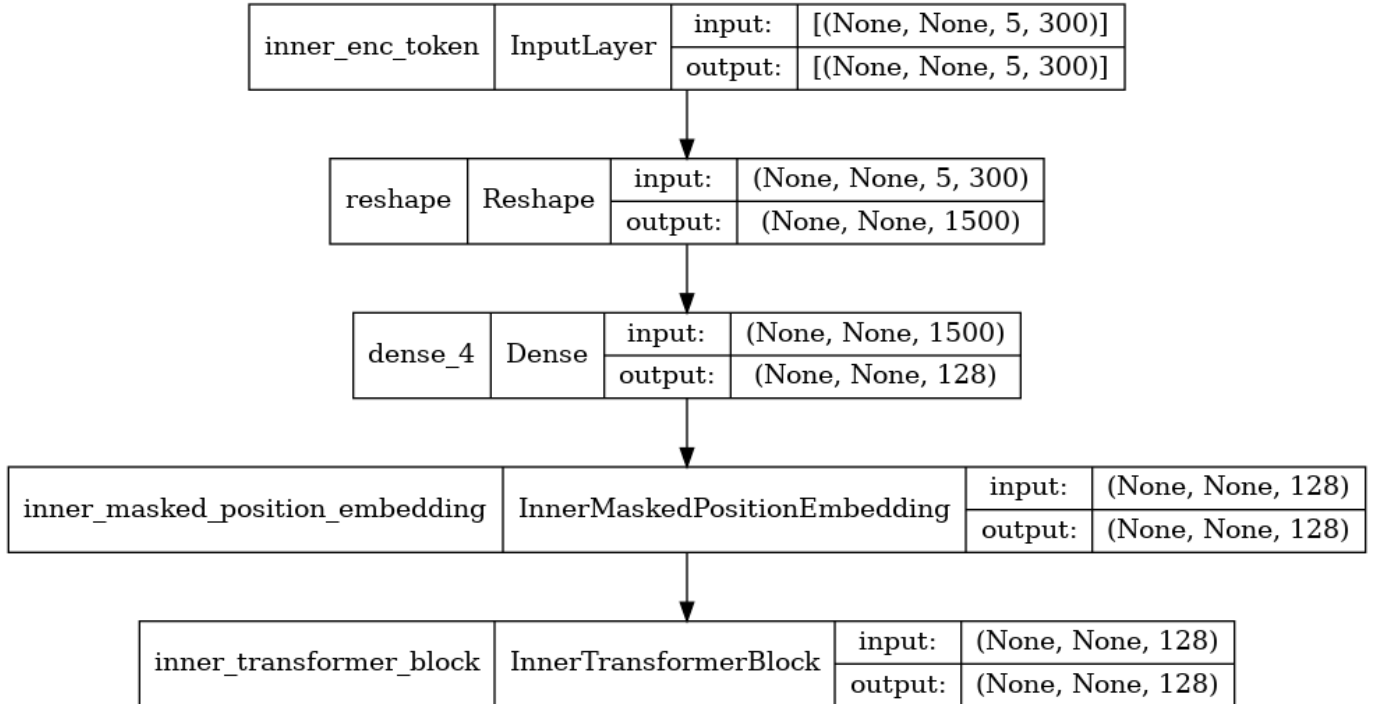 inner_enc_token InputLayer input: [(None, None, 5, 300)]
output: [(None, None, 5, 300)]
reshape Reshape input: (None, None, 5, 300)
output: (None, None, 1500)
dense_4 Dense input: (None, None, 1500)
output: (None, None, 128)
inner_masked_position_embedding InnerMaskedPositionEmbedding input: (None, None, 128)
output: (None, None, 128)
inner_transformer_block InnerTransformerBlock input: (None, None, 128)
output: (None, None, 128)